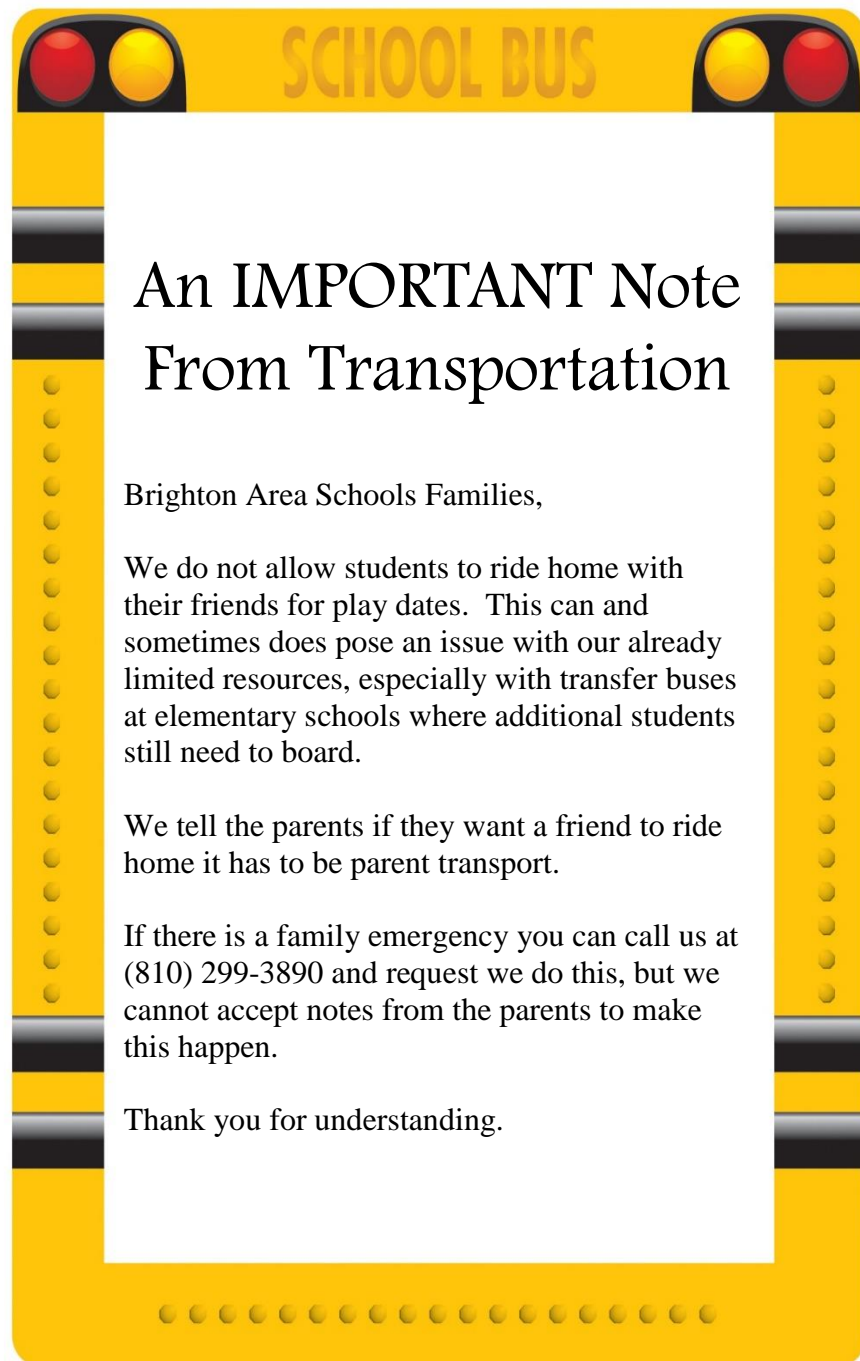 SCHOOL BUS
An IMPORTANT Note
From Transportation
Brighton Area Schools Families,
We do not allow students to ride home with
their friends for play dates.  This can and
sometimes does pose an issue with our already
limited resources, especially with transfer buses
at elementary schools where additional students
still need to board.
We tell the parents if they want a friend to ride
home it has to be parent transport.
If there is a family emergency you can call us at
(810) 299-3890 and request we do this, but we
cannot accept notes from the parents to make
this happen.
Thank you for understanding.